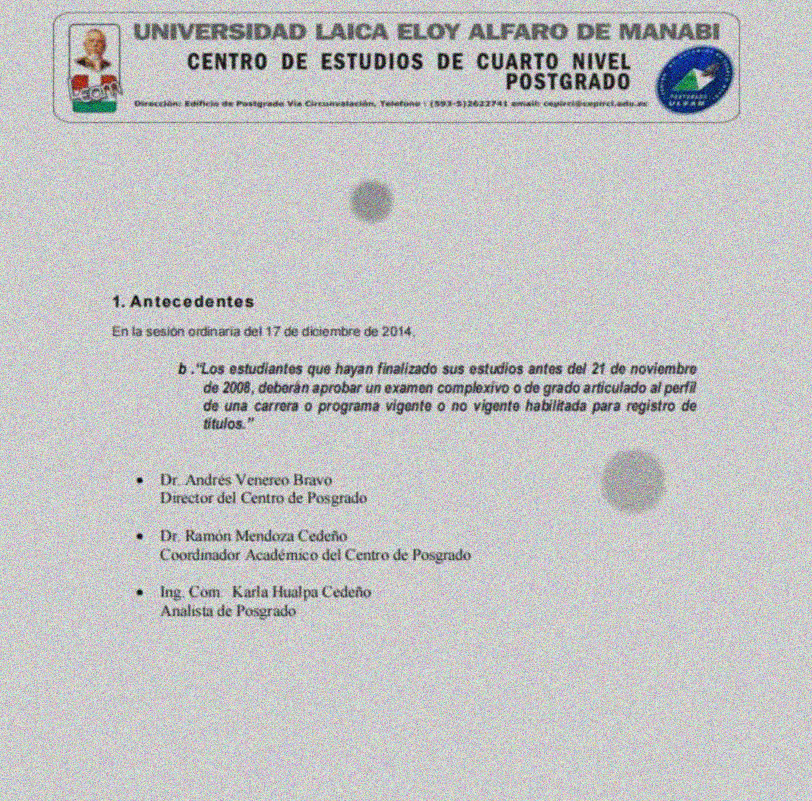 UNIVERSIDAD LAICA ELOY ALFARO DE MANABI
CENTRO DE ESTUDIOS DE CUARTO NIVEL
POSTGRADO
Dirección: Edificio de Postgrado Vía Circunvalación. Telefono : (593-5)2622741 email: cepirci@cepirci.edu.ec
1. Antecedentes
En la sesión ordinaria del 17 de diciembre de 2014,
b ."Los estudiantes que hayan finalizado sus estudios antes del 21 de noviembre
de 2008, deberán aprobar un examen complexivo o de grado articulado al perfil
de una carrera o programa vigente o no vigente habilitada para registro de
títulos."
• Dr. Andrés Venereo Bravo
Director del Centro de Posgrado
• Dr. Ramón Mendoza Cedeño
Coordinador Académico del Centro de Posgrado
• Ing. Com. Karla Hualpa Cedeño
Analista de Posgrado